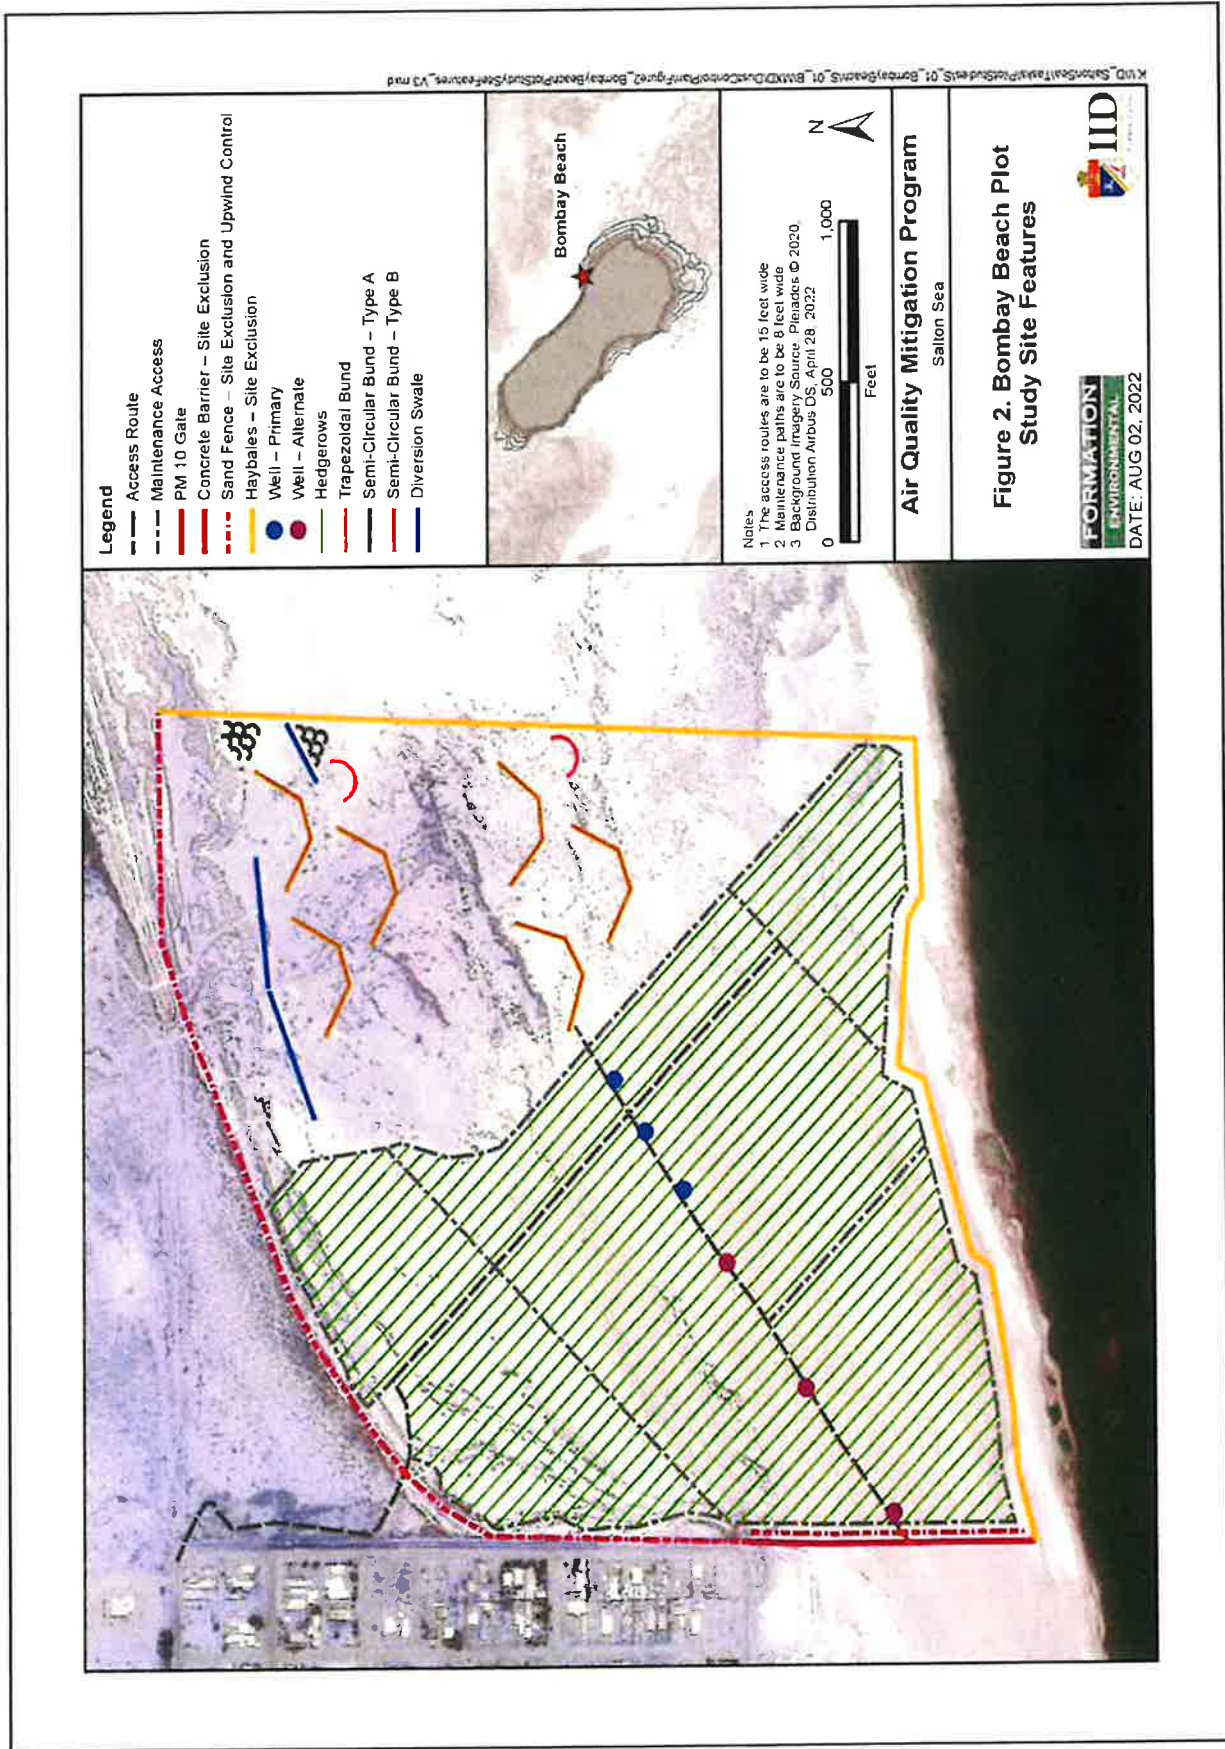 Legend
Access Route
Maintenance Access
PM 10 Gate
Concrete Barrier – Site Exclusion
Sand Fence – Site Exclusion and Upwind Control
Haybales – Site Exclusion
Well – Primary
Well – Alternate
Hedgerows
Trapezoidal Bund
Semi-Circular Bund – Type A
Semi-Circular Bund – Type B
Diversion Swale
Bombay Beach
Notes
1. The access routes are to be 15 feet wide
2 Maintenance paths are to be 8 feet wide
3 Background Imagery Source: Pleiades © 2020,
Distribution Airbus DS, April 28, 2022
N
0 500 1,000
Feet
Air Quality Mitigation Program
Salton Sea
Figure 2. Bombay Beach Plot
Study Site Features
FORMATION
ENVIRONMENTAL
DATE: AUG 02, 2022
IID